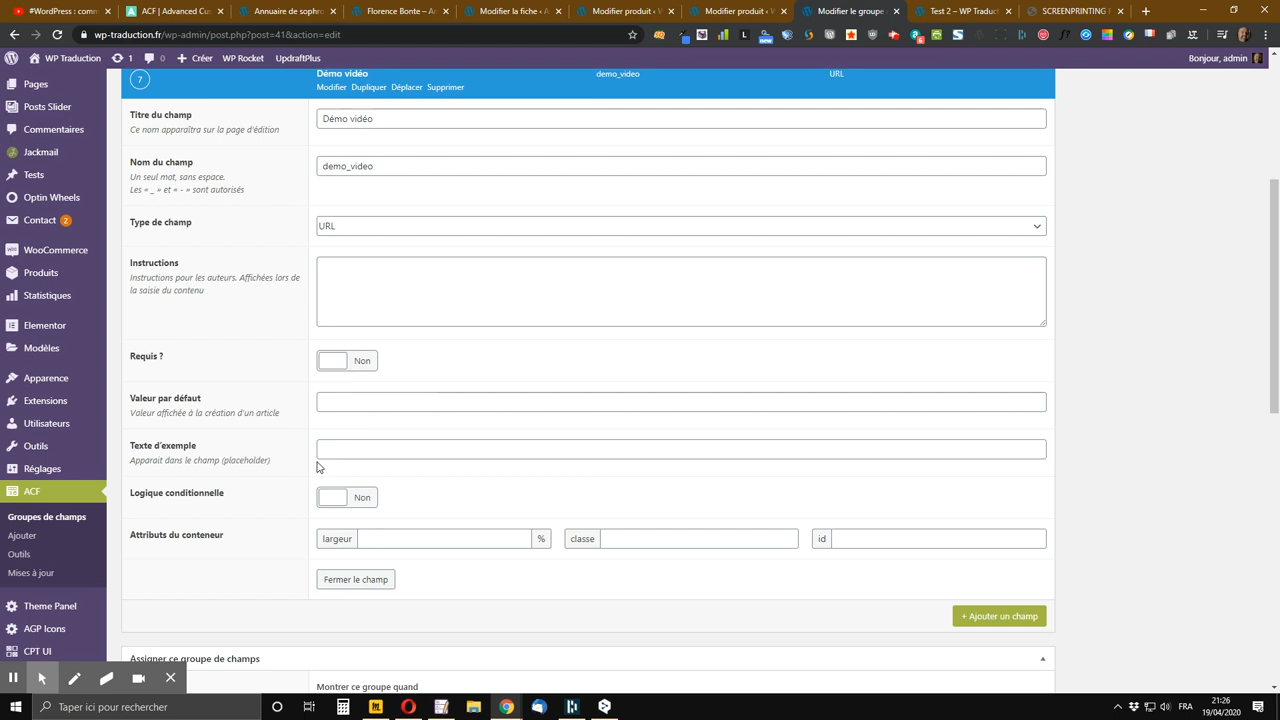 #WooCommerce : D
ACF | Advanced C
Annuaire de sophro
Florence Bonte – An
Modifier la fiche ‹ A
Modifier produit ‹ V
Modifier produit ‹ W
Modifier le groupe
Test 2 – WP Traduct
SCREENPRINTING F
wp-traduction.fr/wp-admin/post.php?post=41&action=edit
WP Traduction
1
0
Créer
WP Rocket
UpdraftPlus
Bonjour, admin
7
Démo vidéo
demo_video
URL
Modifier Dupliquer Déplacer Supprimer
Pages
Posts Slider
Commentaires
Jackmail
Tests
Optin Wheels
Contact 2
WooCommerce
Produits
Statistiques
Elementor
Modèles
Apparence
Extensions
Utilisateurs
Outils
Réglages
ACF
Groupes de champs
Ajouter
Outils
Mises à jour
Theme Panel
AGP Icons
CPT UI
Titre du champ
Ce nom apparaîtra sur la page d'édition
Démo vidéo
Nom du champ
Un seul mot, sans espace.
Les « _ » et « - » sont autorisés
demo_video
Type de champ
URL
Instructions
Instructions pour les auteurs. Affichées lors de
la saisie du contenu
Requis ?
Non
Valeur par défaut
Valeur affichée à la création d'un article
Texte d'exemple
Apparait dans le champ (placeholder)
Logique conditionnelle
Non
Attributs du conteneur
largeur
%
classe
id
Fermer le champ
+ Ajouter un champ
Assigner ce groupe de champs
Montrer ce groupe quand
Taper ici pour rechercher
FRA
21:26
19/04/2020